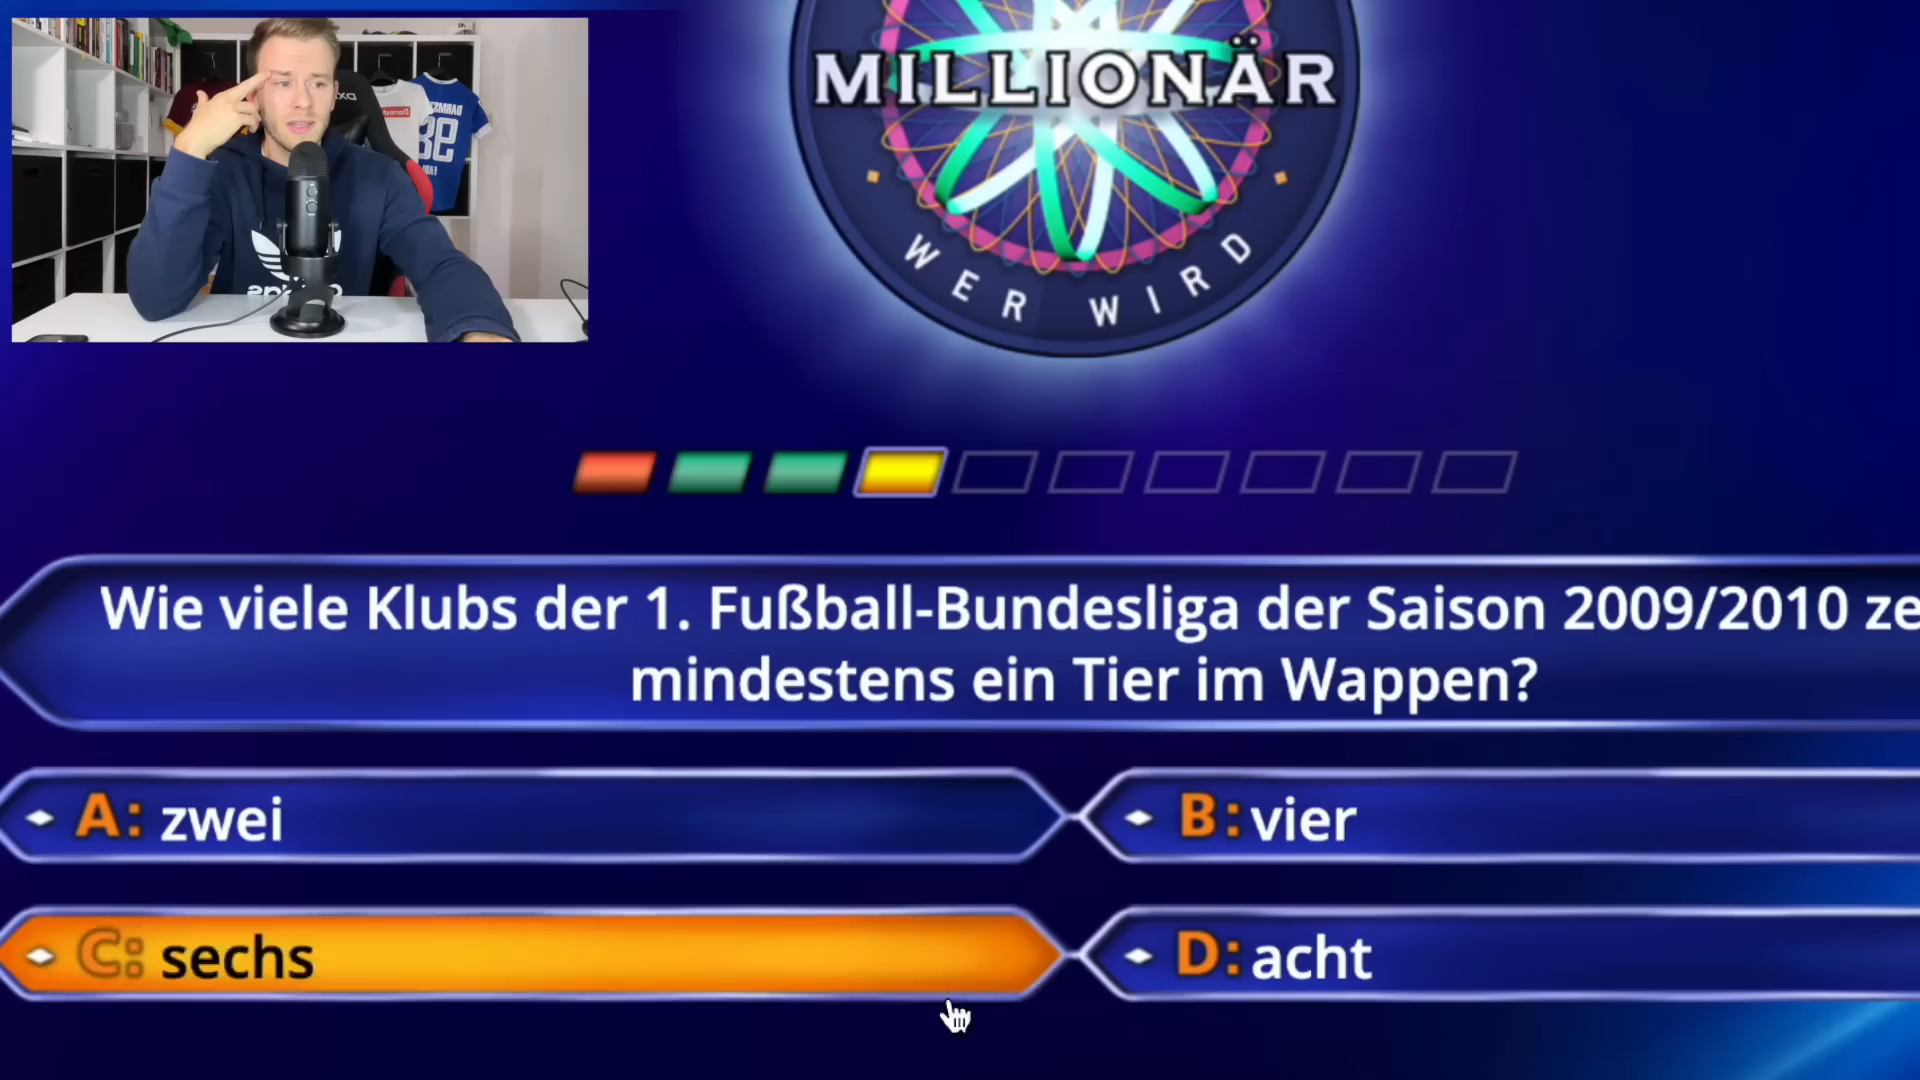 MILLIONÄR
WER WIRD
Wie viele Klubs der 1. Fußball-Bundesliga der Saison 2009/2010 ze
mindestens ein Tier im Wappen?
A: zwei
B: vier
C: sechs
D: acht